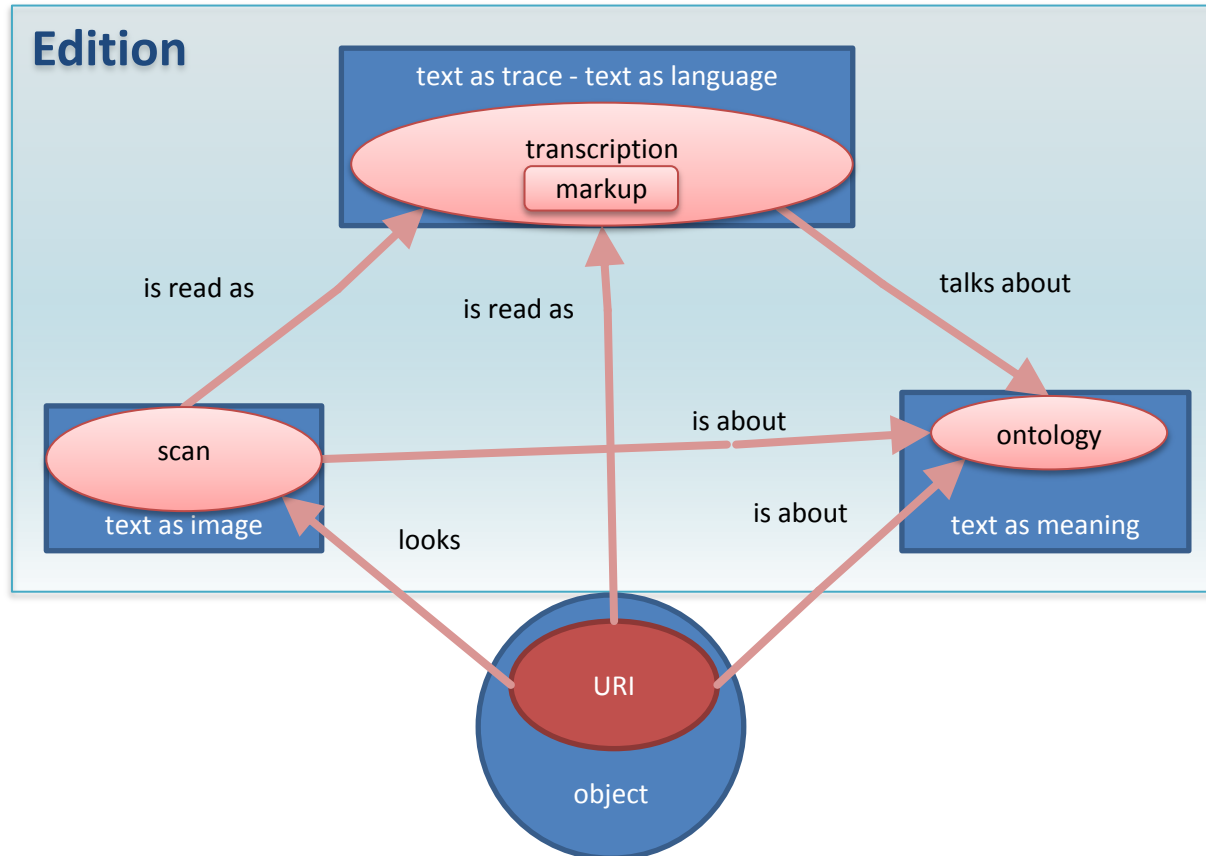 Edition
text as trace - text as language
transcription
markup
is read as
is read as
talks about
is about
scan
ontology
text as image
looks
is about
text as meaning
URI
object